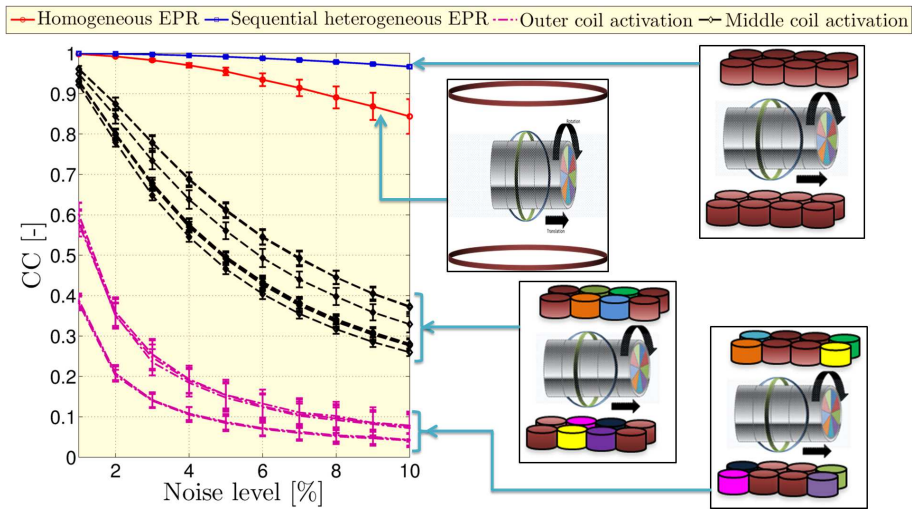 Homogeneous EPR Sequential heterogeneous EPR Outer coil activation Middle coil activation
1
0.9
0.8
0.7
0.6
0.5
0.4
0.3
0.2
0.1
0
CC [-]
2 4 6 8 10
Noise level [%]
Rotation
Translation